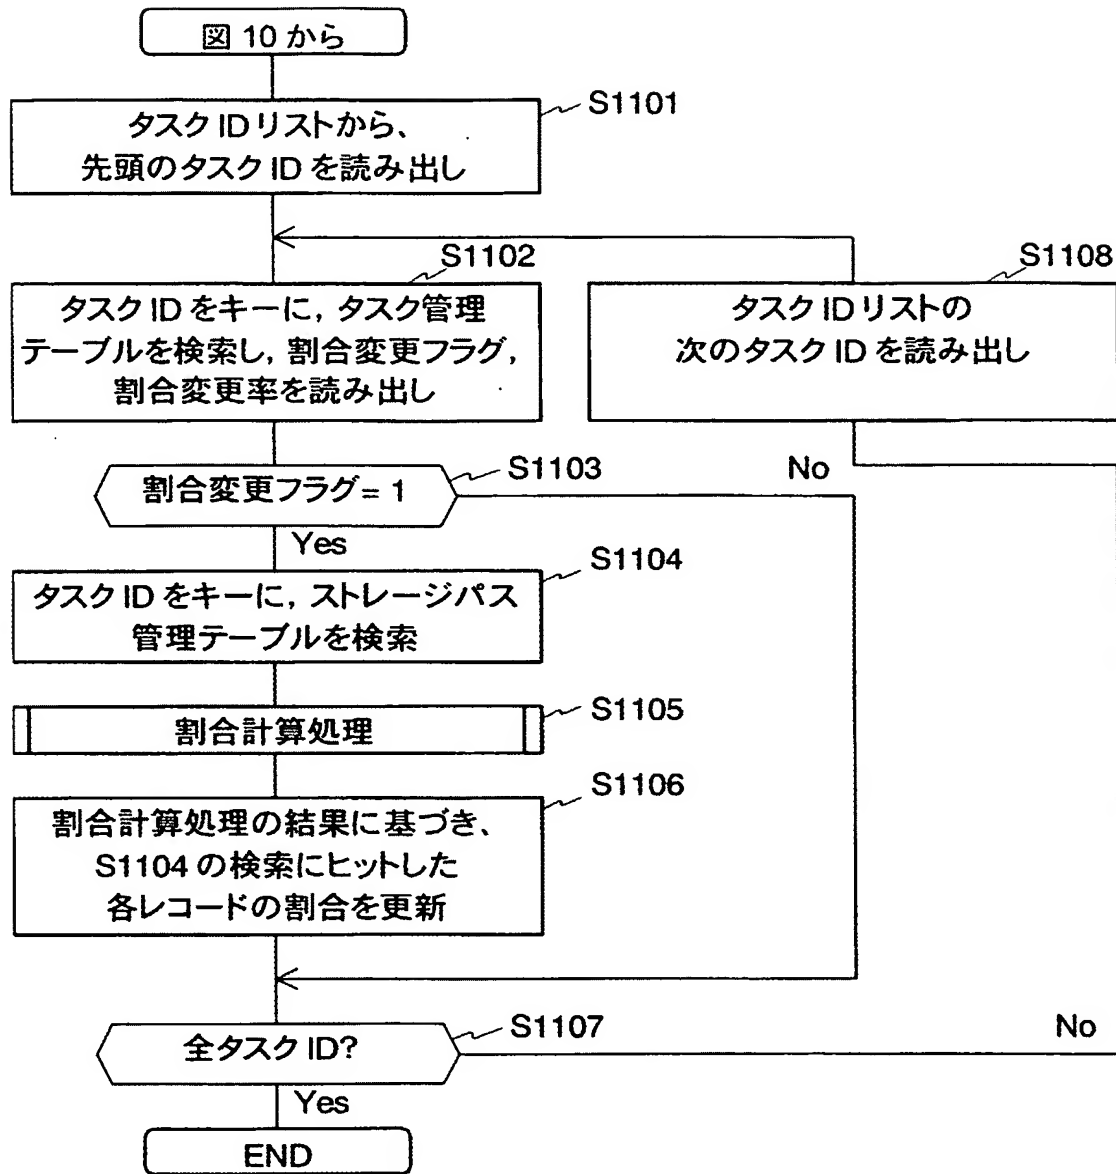 図 10 から
S1101
タスク ID リストから、
先頭のタスク ID を読み出し
S1102
タスク ID をキーに, タスク管理
テーブルを検索し, 割合変更フラグ,
割合変更率を読み出し
S1108
タスク ID リストの
次のタスク ID を読み出し
割合変更フラグ= 1
S1103
No
Yes
S1104
タスク ID をキーに, ストレージパス
管理テーブルを検索
割合計算処理
S1105
S1106
割合計算処理の結果に基づき、
S1104 の検索にヒットした
各レコードの割合を更新
全タスク ID?
S1107
No
Yes
END